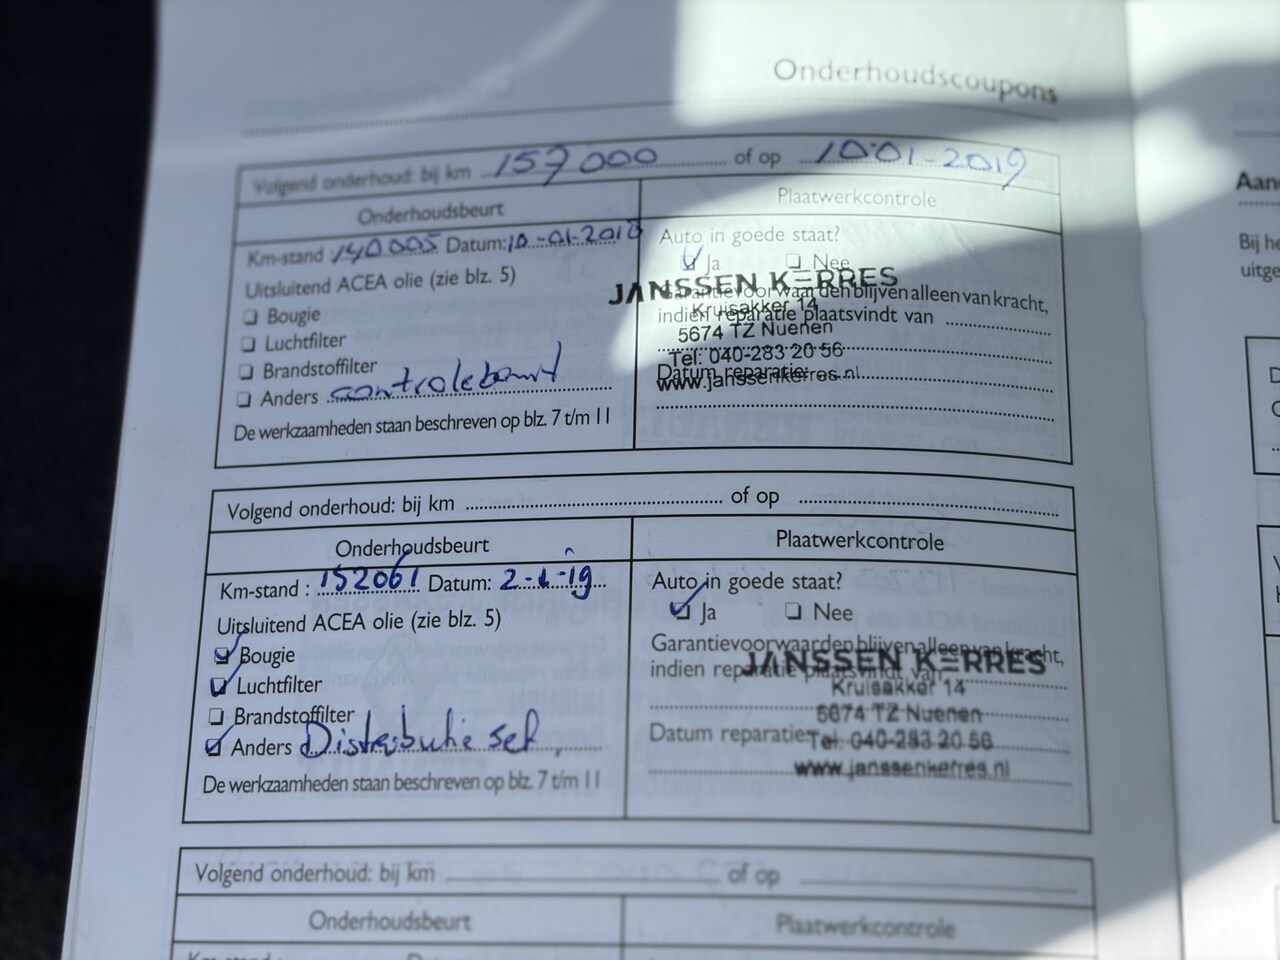 Onderhoudscoupons
Volgend onderhoud: bij km 157000 of op 10-01-2019
Onderhoudsbeurt
Plaatwerkcontrole
Km-stand 140005 Datum: 10-01-2018
Auto in goede staat?
Ja Nee
Uitsluitend ACEA olie (zie blz. 5)
Bougie
Luchtfilter
Brandstoffilter
Anders controlebeurt
De werkzaamheden staan beschreven op blz. 7 t/m 11
Garantievoorwaarden blijven alleen van kracht,
indien reparatie plaatsvindt van
Datum reparatie:
JANSSEN KERRES
Kruisakker 14
5674 TZ Nuenen
Tel: 040-283 20 56
www.janssenkerres.nl
Volgend onderhoud: bij km of op
Onderhoudsbeurt
Plaatwerkcontrole
Km-stand : 152061 Datum: 2-1-19
Auto in goede staat?
Ja Nee
Uitsluitend ACEA olie (zie blz. 5)
Bougie
Luchtfilter
Brandstoffilter
Anders Distributie set
De werkzaamheden staan beschreven op blz. 7 t/m 11
Garantievoorwaarden blijven alleen van kracht,
indien reparatie plaatsvindt van
Datum reparatie
JANSSEN KERRES
Kruisakker 14
5674 TZ Nuenen
Tel: 040-283 20 56
www.janssenkerres.nl
Volgend onderhoud: bij km of op
Onderhoudsbeurt
Plaatwerkcontrole
Bij
uitge